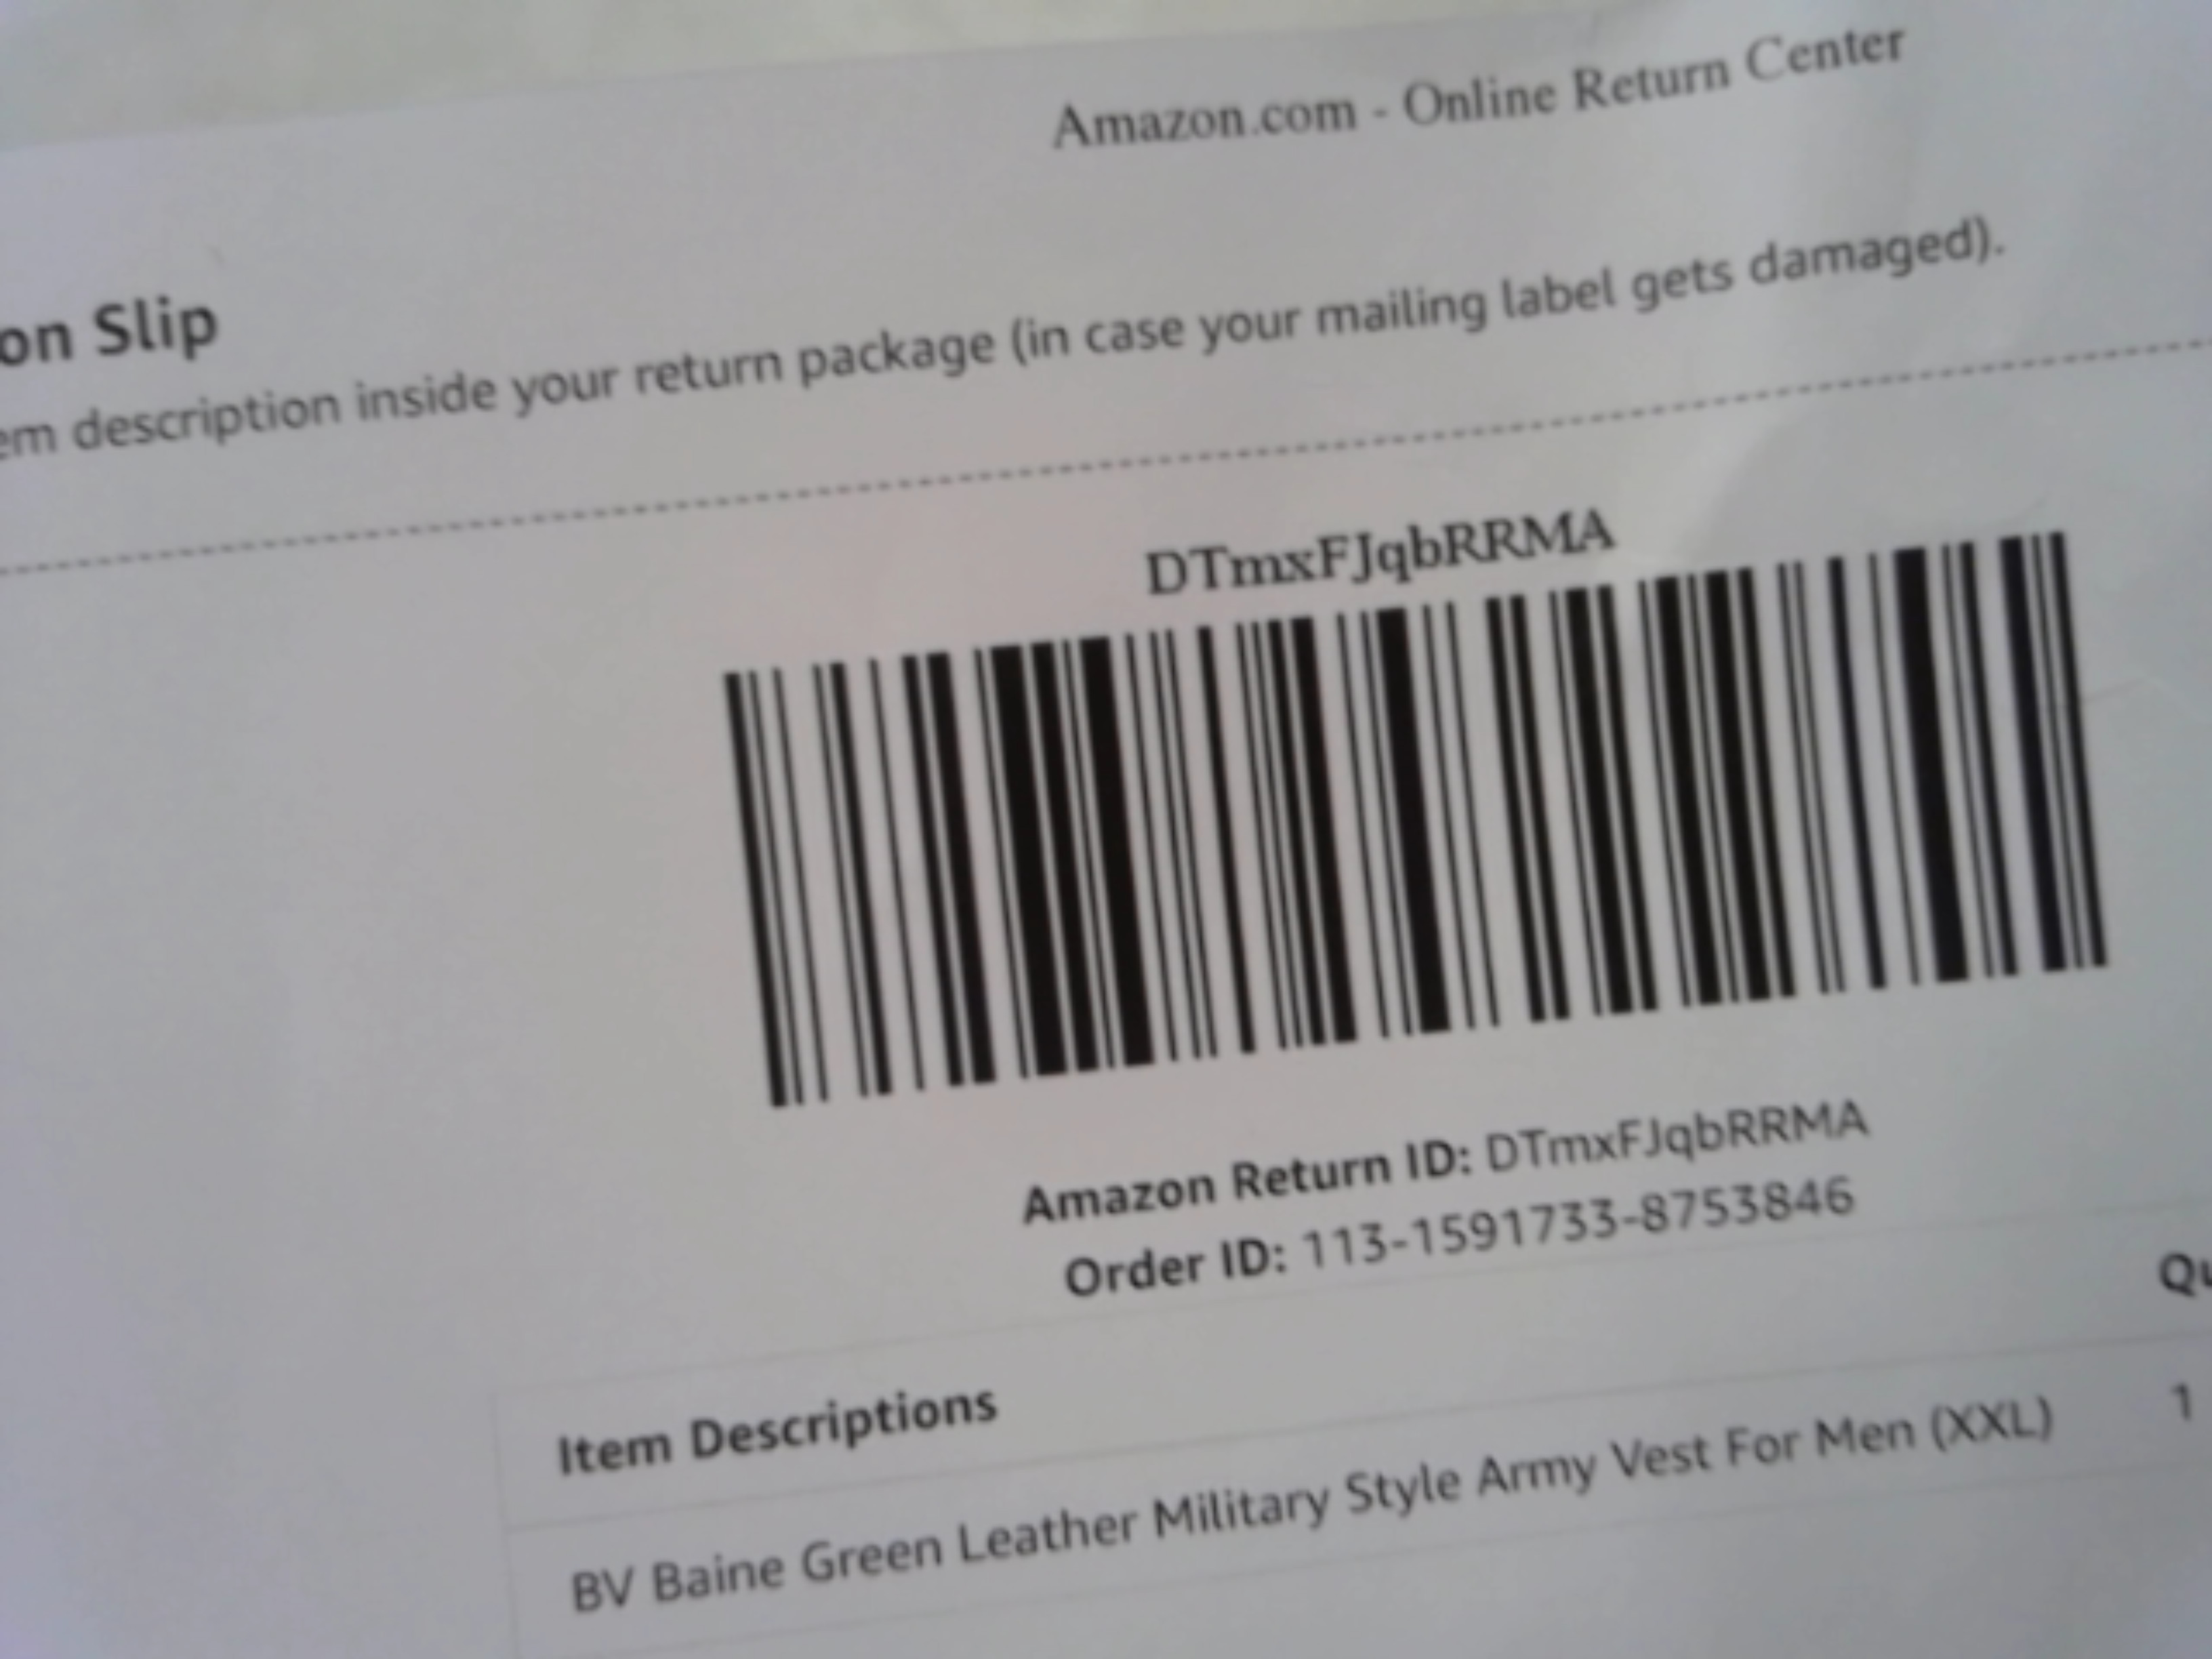 Amazon.com - Online Return Center
on Slip
em description inside your return package (in case your mailing label gets damaged).
DTmxFJqbRRMA
Amazon Return ID: DTmxFJqbRRMA
Order ID: 113-1591733-8753846
Item Descriptions Qu
BV Baine Green Leather Military Style Army Vest For Men (XXL) 1